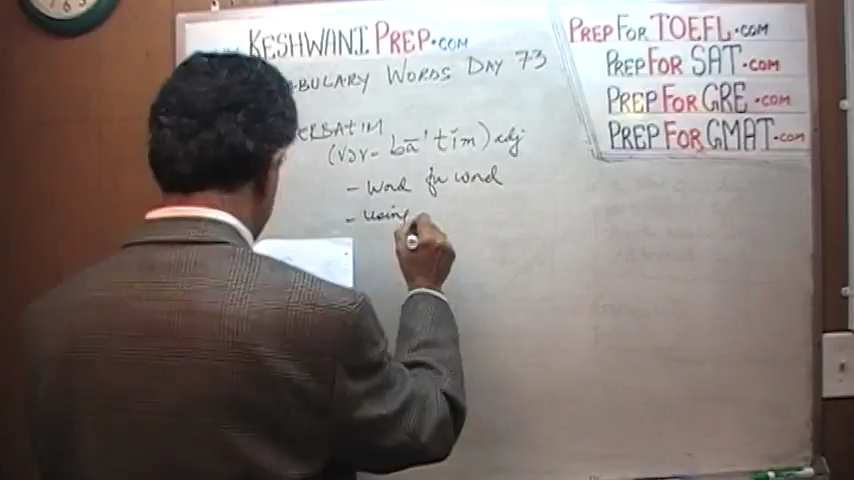 KESHWANI PREP.COM
BULARY WORDS DAY 73
ERBATIM
(vər-bā'tĭm) adj
- word for word
- using
PREP FOR TOEFL.COM
PREP FOR SAT.COM
PREP FOR GRE.COM
PREP FOR GMAT.COM